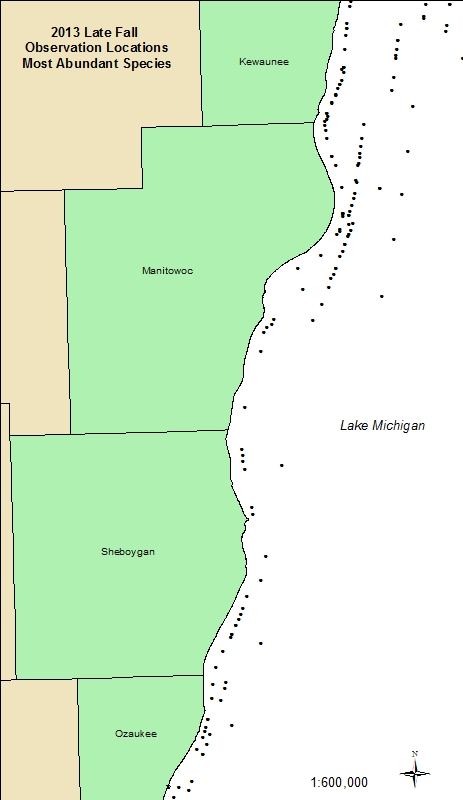 2013 Late Fall
Observation Locations
Most Abundant Species
Kewaunee
Manitowoc
Lake Michigan
Sheboygan
Ozaukee
N
1:600,000